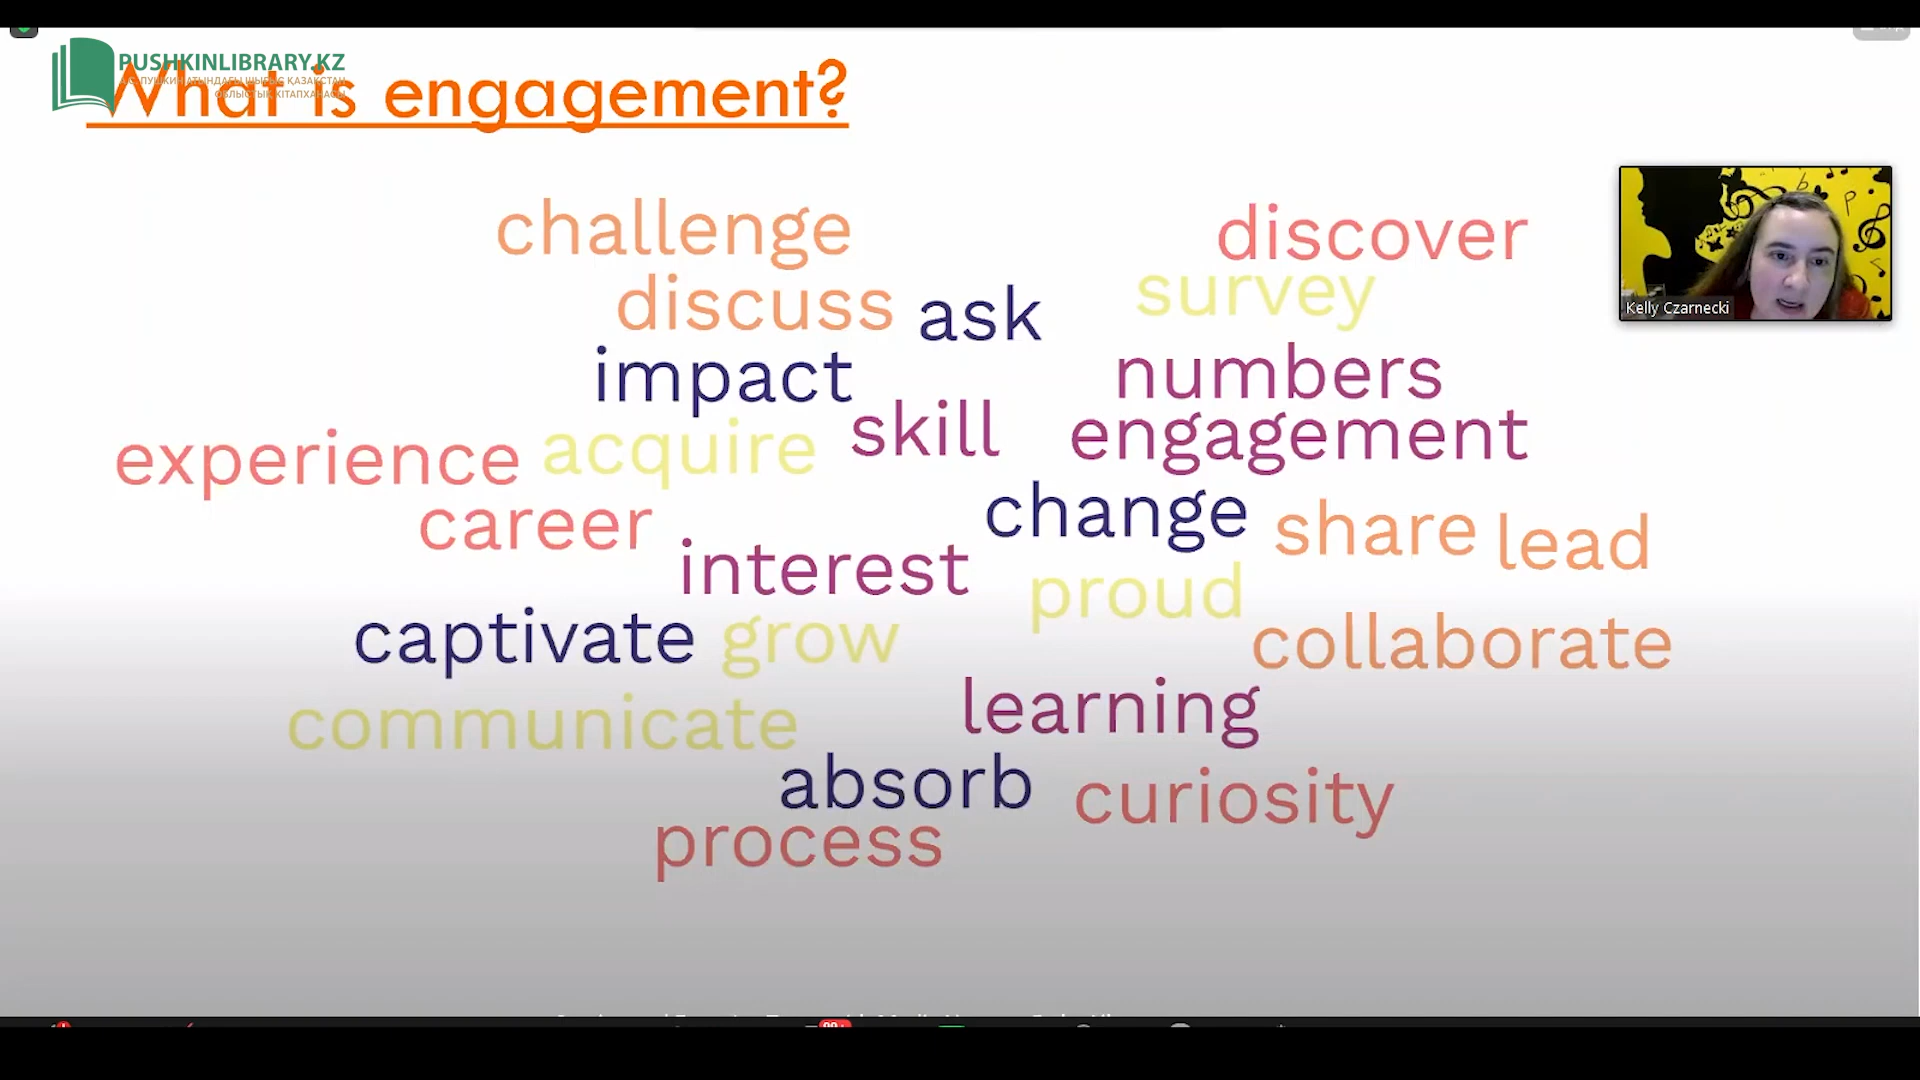 PUSHKINLIBRARY.KZ
What is engagement?
challenge
discover
discuss
ask
survey
Kelly Czarnecki
impact
numbers
skill
engagement
experience
acquire
career
change
share
lead
interest
proud
captivate
grow
collaborate
communicate
learning
absorb
curiosity
process